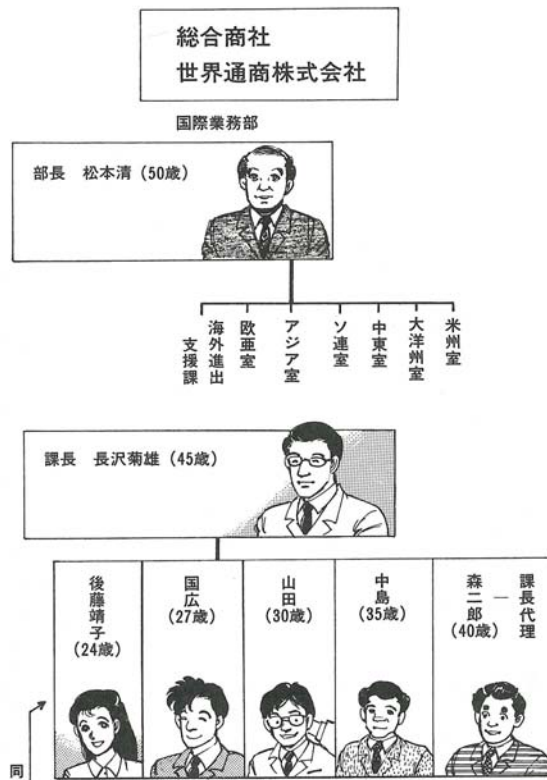 総合商社
世界通商株式会社
国際業務部
部長 松本清(50歳)
米州室
大洋州室
中東室
ソ連室
アジア室
欧亜室
海外進出
支援課
課長 長沢菊雄(45歳)
課長代理
|
森二郎
(40歳)
中島
(35歳)
山田
(30歳)
国広
(27歳)
後藤靖子
(24歳)
同